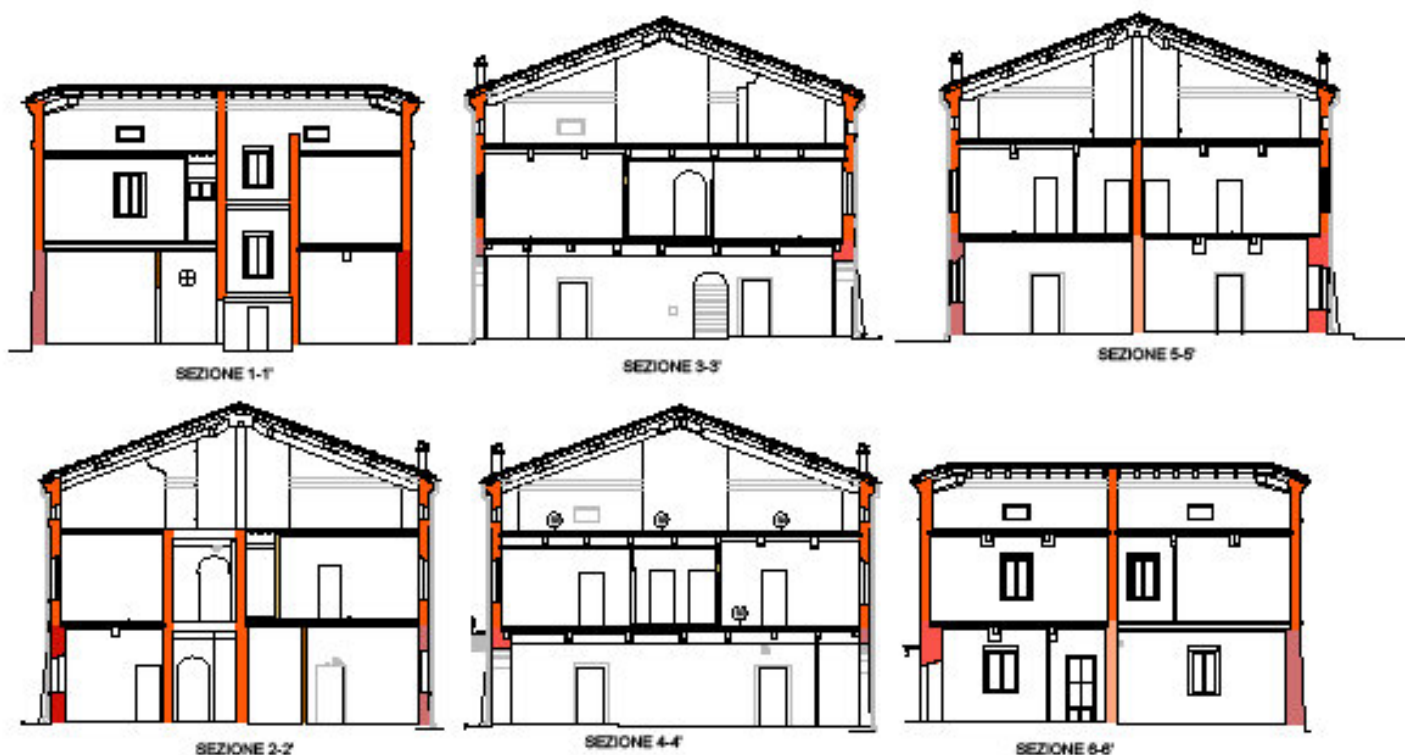 SEZIONE 1-1'
SEZIONE 3-3'
SEZIONE 5-5'
SEZIONE 2-2'
SEZIONE 4-4'
SEZIONE 6-6'